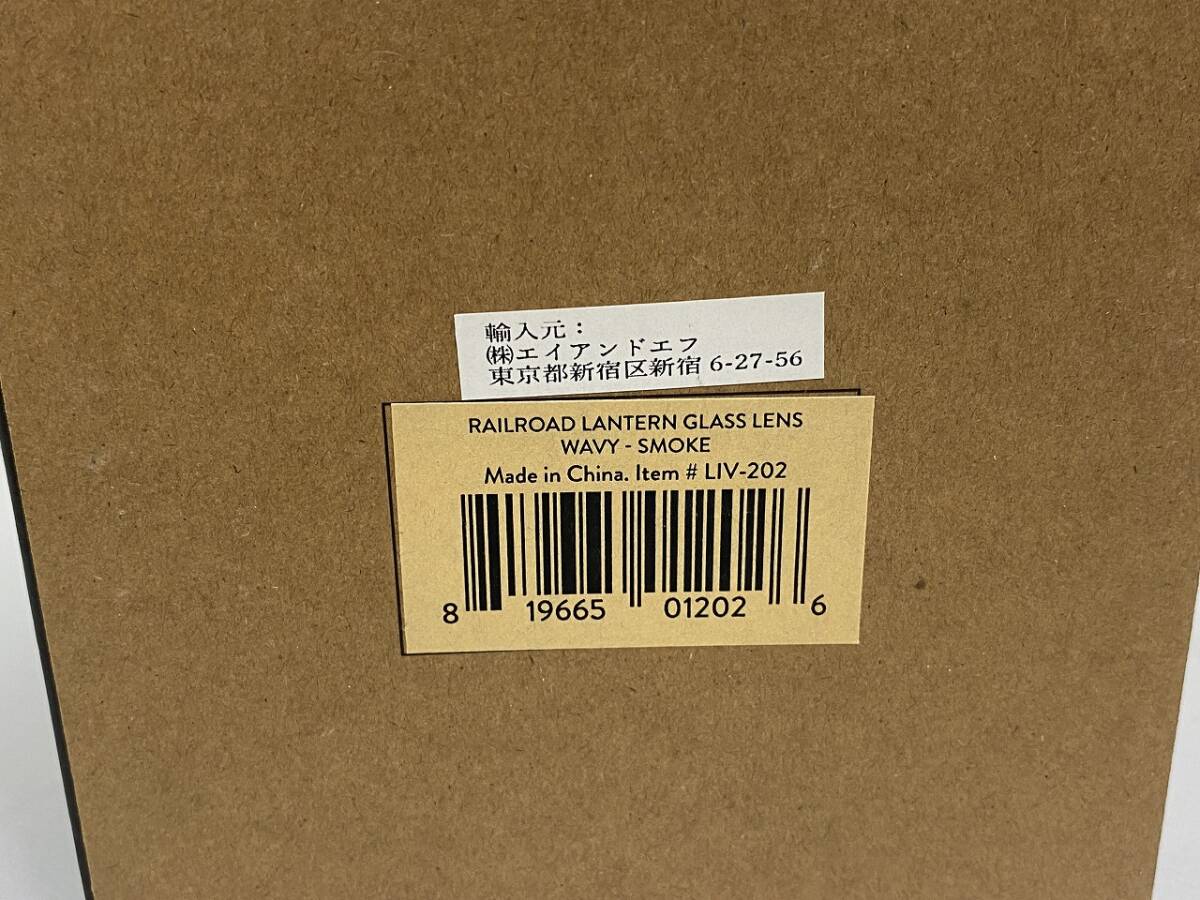 輸入元：
㈱エイアンドエフ
東京都新宿区新宿 6-27-56
RAILROAD LANTERN GLASS LENS
WAVY - SMOKE
Made in China. Item # LIV-202
8 19665 01202 6